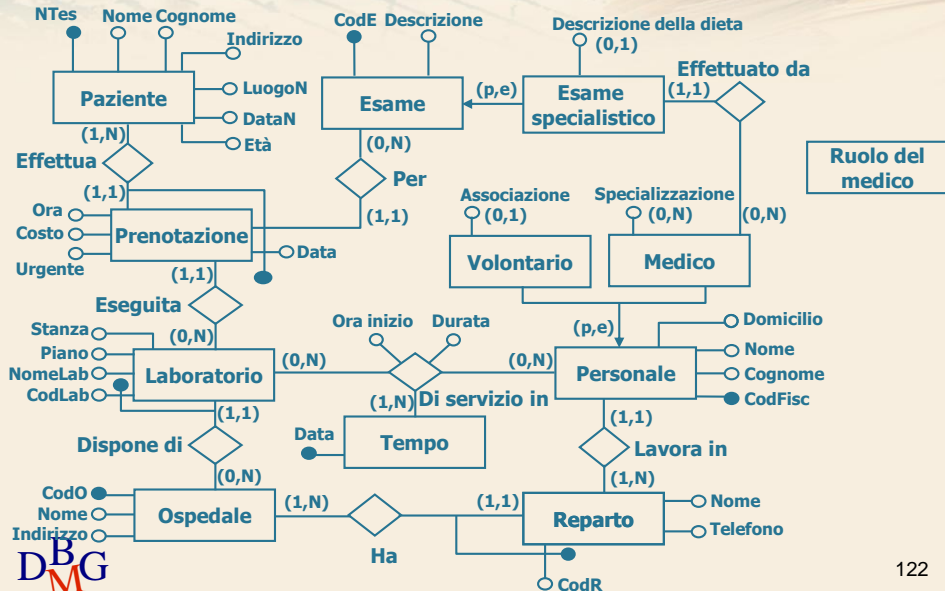 NTes
Nome Cognome
Indirizzo
Paziente
LuogoN
DataN
Età
(1,N)
Effettua
(1,1)
CodE Descrizione
Esame
(0,N)
Per
(1,1)
Descrizione della dieta
(0,1)
(p,e)
Esame
specialistico
Effettuato da
(1,1)
(0,N)
Ruolo del
medico
Ora
Costo
Urgente
Prenotazione
Data
(1,1)
Eseguita
(0,N)
Associazione
(0,1)
Volontario
Specializzazione
(0,N)
Medico
(p,e)
Stanza
Piano
NomeLab
CodLab
Laboratorio
(1,1)
Dispone di
(0,N)
Ora inizio
Durata
(0,N)
(0,N)
(1,N)
Di servizio in
Data
Tempo
Personale
Domicilio
Nome
Cognome
CodFisc
(1,1)
Lavora in
(1,N)
CodO
Nome
Indirizzo
Ospedale
(1,N)
Ha
(1,1)
Reparto
Nome
Telefono
CodR
DBMG
122